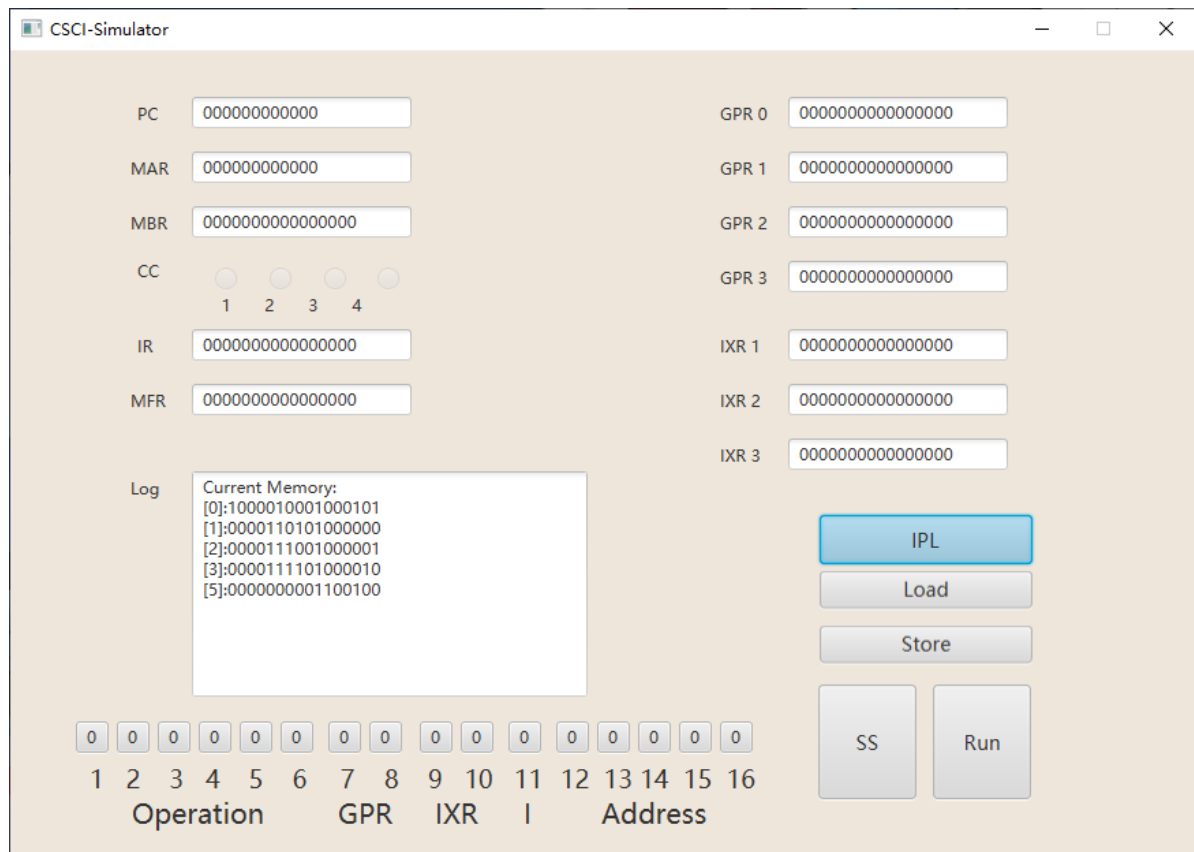 CSCI-Simulator
PC 000000000000
GPR 0 0000000000000000
MAR 000000000000
GPR 1 0000000000000000
MBR 0000000000000000
GPR 2 0000000000000000
CC
1 2 3 4
GPR 3 0000000000000000
IR 0000000000000000
IXR 1 0000000000000000
MFR 0000000000000000
IXR 2 0000000000000000
IXR 3 0000000000000000
Log
Current Memory:
[0]:1000010001000101
[1]:0000110101000000
[2]:0000111001000001
[3]:0000111101000010
[5]:0000000001100100
IPL
Load
Store
SS Run
0 0 0 0 0 0 0 0 0 0 0 0 0 0 0 0
1 2 3 4 5 6 7 8 9 10 11 12 13 14 15 16
Operation GPR IXR I Address